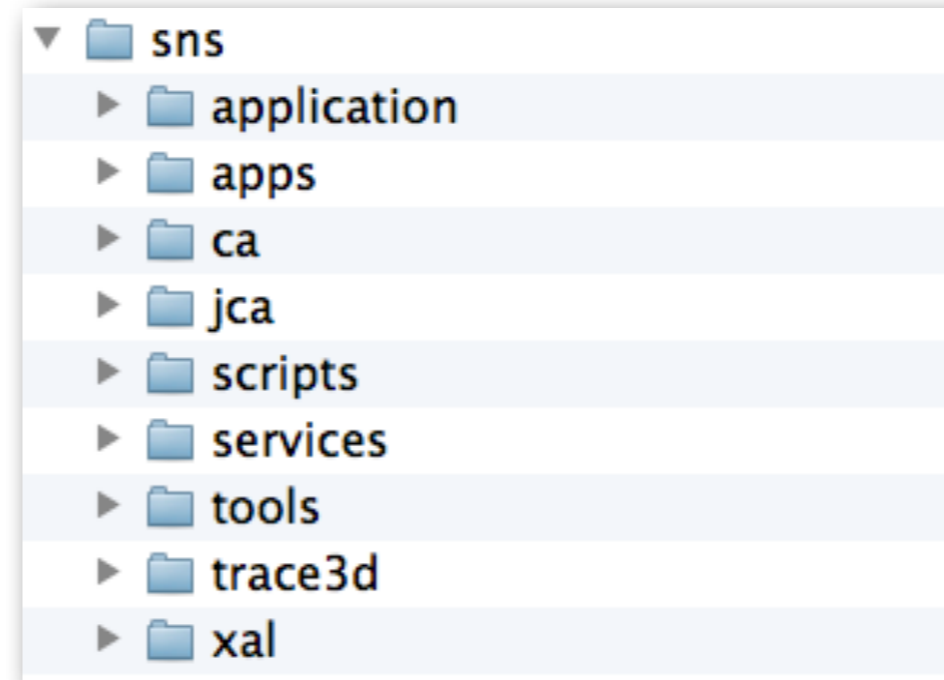 sns
application
apps
ca
jca
scripts
services
tools
trace3d
xal